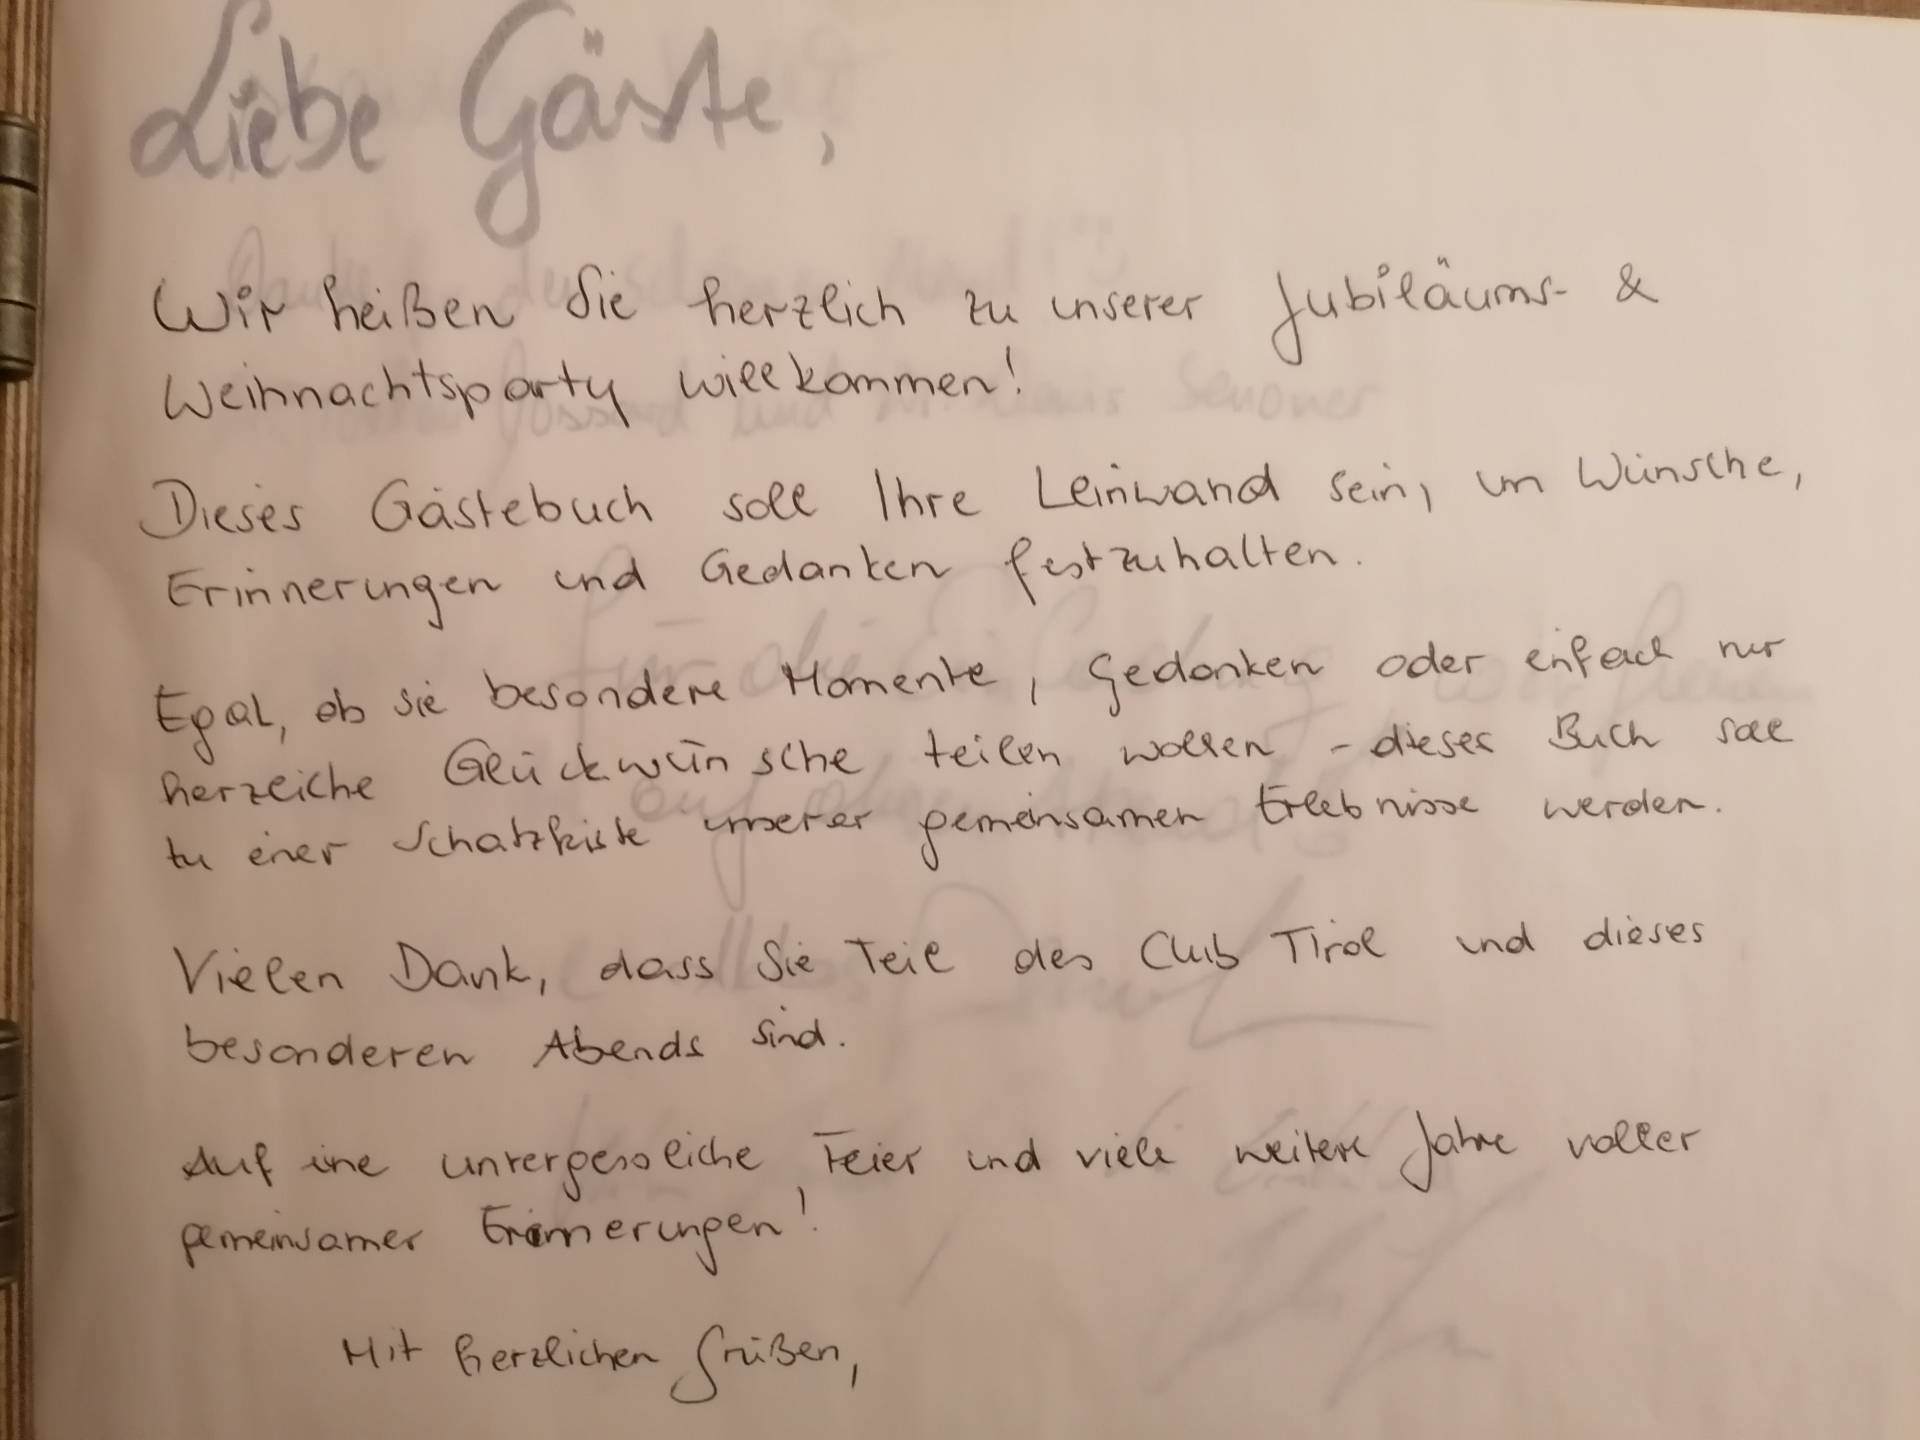 Liebe Gäste,
Wir heißen Sie herzlich zu unserer Jubiläums- &
Weihnachtsparty willkommen!
Dieses Gästebuch soll Ihre Leinwand sein, um Wünsche,
Erinnerungen und Gedanken festzuhalten.
Egal, ob sie besondere Momente, Gedanken oder einfach nur
herzliche Glückwünsche teilen wollen - dieses Buch soll
zu einer Schatzkiste unserer gemeinsamen Erlebnisse werden.
Vielen Dank, dass Sie Teil des Club Tirol und dieses
besonderen Abends sind.
Auf eine unvergessliche Feier und viele weitere Jahre voller
gemeinsamer Erinnerungen!
Mit herzlichen Grüßen,